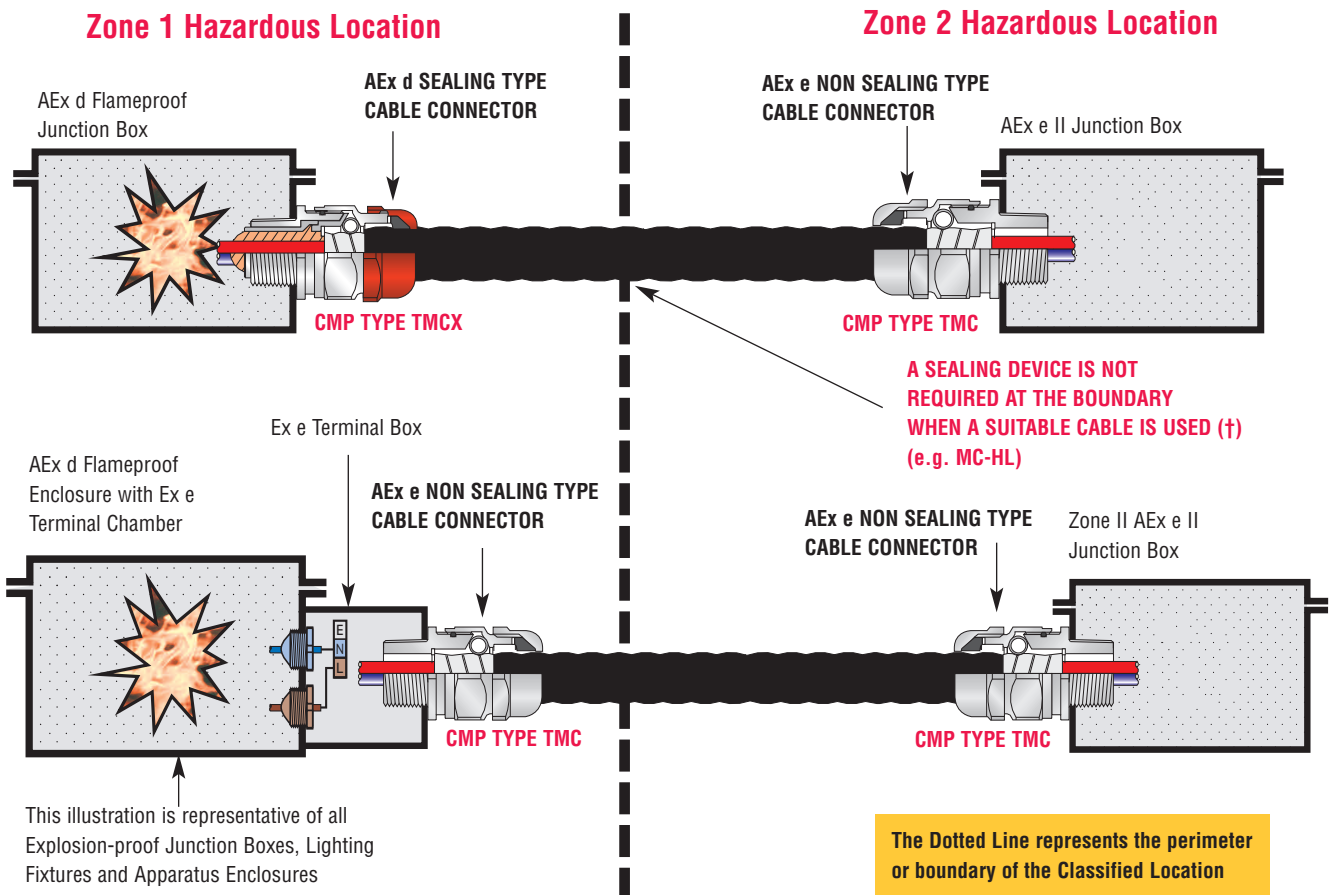 Zone 1 Hazardous Location
Zone 2 Hazardous Location
AEx d Flameproof
Junction Box
AEx d SEALING TYPE
CABLE CONNECTOR
AEx e NON SEALING TYPE
CABLE CONNECTOR
AEx e II Junction Box
CMP TYPE TMCX
CMP TYPE TMC
A SEALING DEVICE IS NOT
REQUIRED AT THE BOUNDARY
WHEN A SUITABLE CABLE IS USED (†)
(e.g. MC-HL)
Ex e Terminal Box
AEx d Flameproof
Enclosure with Ex e
Terminal Chamber
AEx e NON SEALING TYPE
CABLE CONNECTOR
AEx e NON SEALING TYPE
CABLE CONNECTOR
Zone II AEx e II
Junction Box
E
N
L
CMP TYPE TMC
CMP TYPE TMC
This illustration is representative of all
Explosion-proof Junction Boxes, Lighting
Fixtures and Apparatus Enclosures
The Dotted Line represents the perimeter
or boundary of the Classified Location